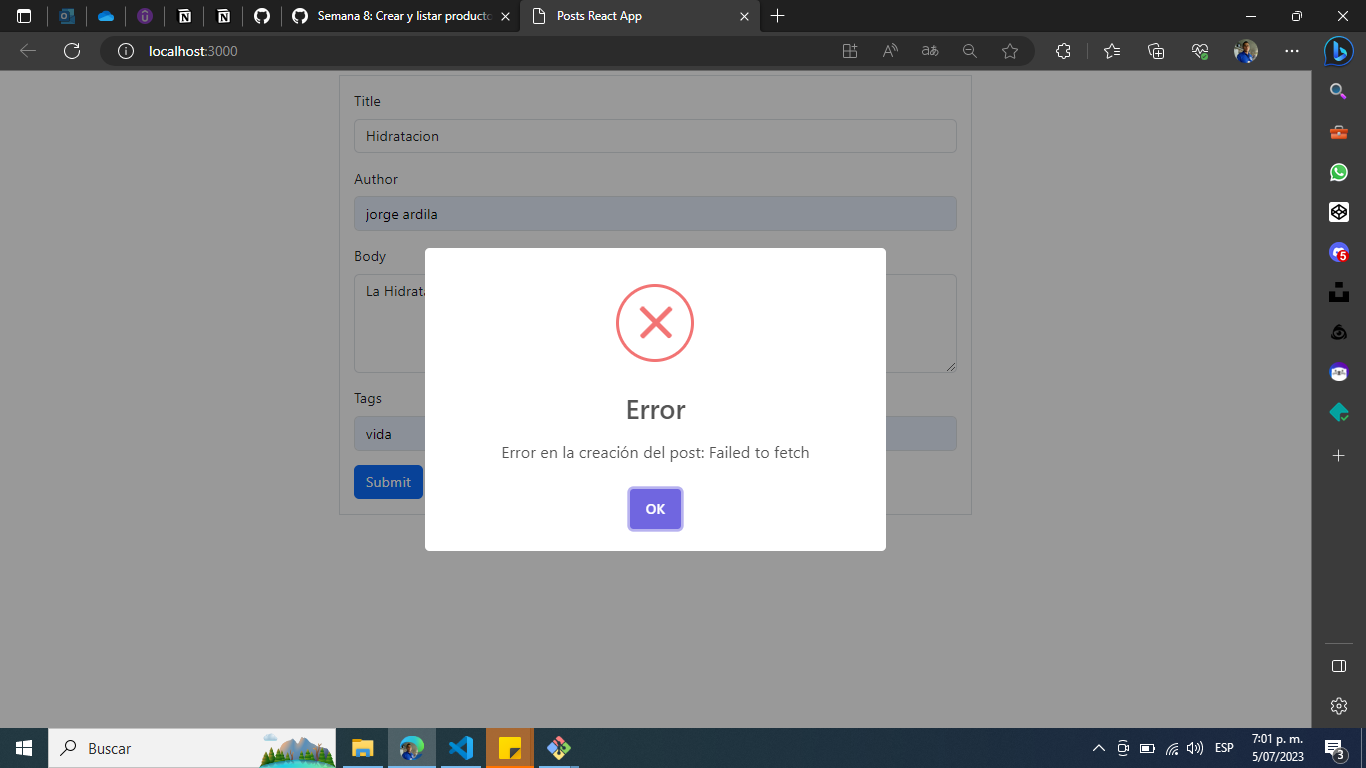 Semana 8: Crear y listar producto
Posts React App
localhost:3000
Title
Hidratacion
Author
jorge ardila
Body
La Hidrat
Tags
vida
Submit
Error
Error en la creación del post: Failed to fetch
OK
5
Buscar
ESP
7:01 p. m.
5/07/2023
3